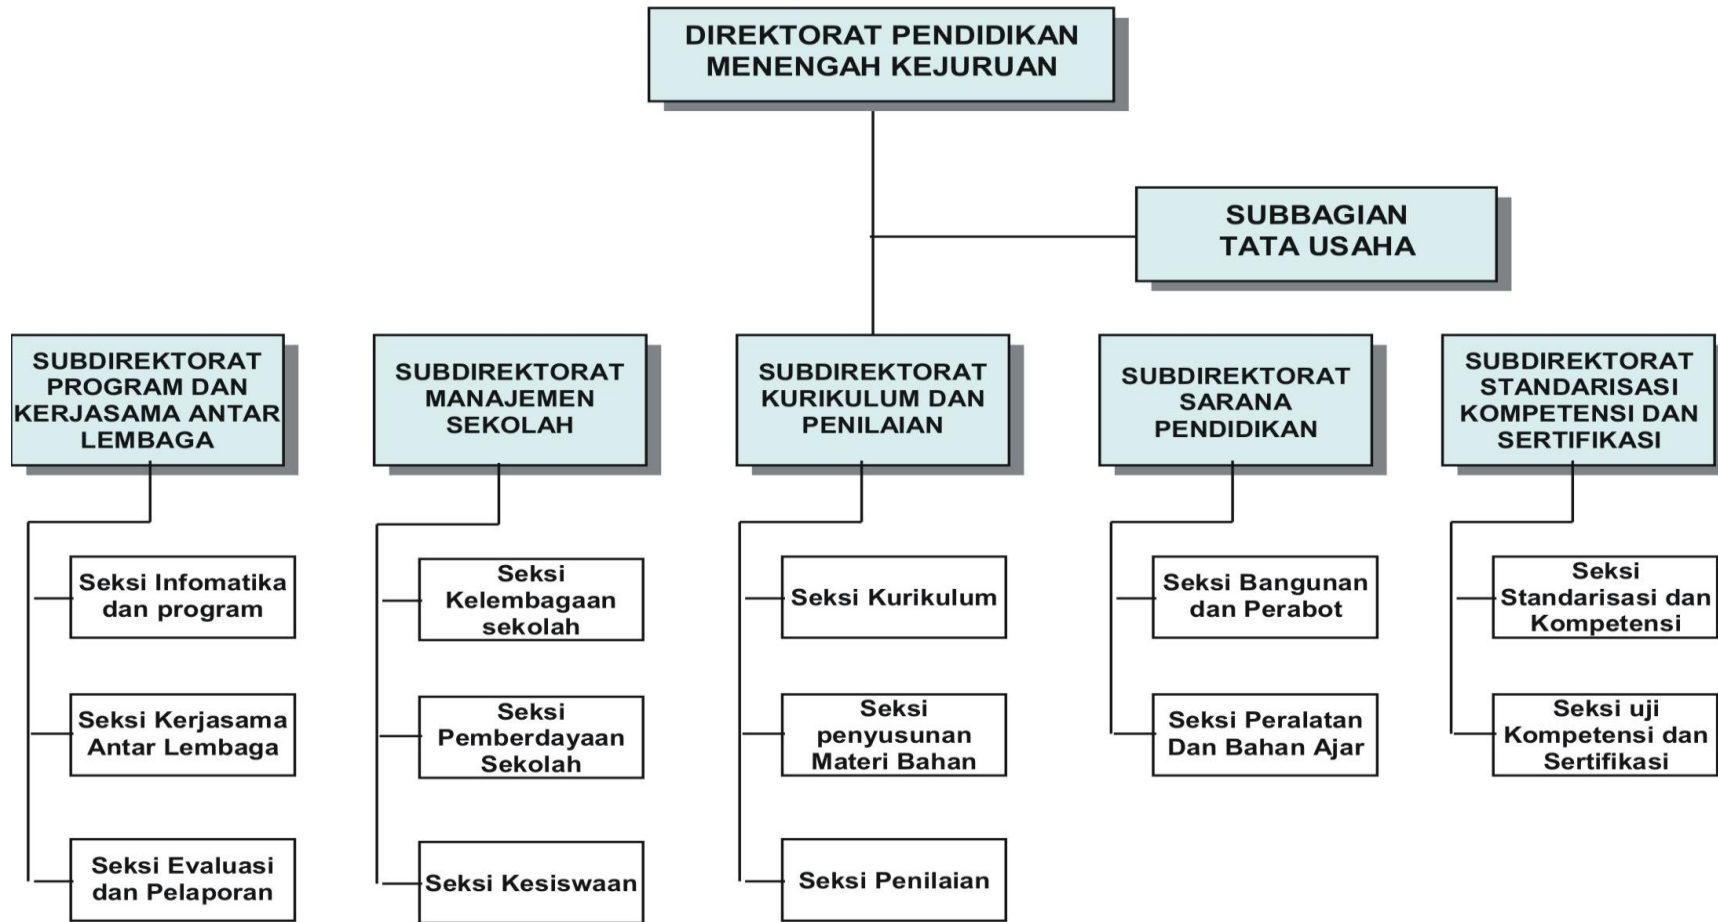 DIREKTORAT PENDIDIKAN
MENENGAH KEJURUAN
SUBBAGIAN
TATA USAHA
SUBDIREKTORAT
PROGRAM DAN
KERJASAMA ANTAR
LEMBAGA
SUBDIREKTORAT
MANAJEMEN
SEKOLAH
SUBDIREKTORAT
KURIKULUM DAN
PENILAIAN
SUBDIREKTORAT
SARANA
PENDIDIKAN
SUBDIREKTORAT
STANDARISASI
KOMPETENSI DAN
SERTIFIKASI
Seksi Infomatika
dan program
Seksi Kerjasama
Antar Lembaga
Seksi Evaluasi
dan Pelaporan
Seksi
Kelembagaan
sekolah
Seksi
Pemberdayaan
Sekolah
Seksi Kesiswaan
Seksi Kurikulum
Seksi
penyusunan
Materi Bahan
Seksi Penilaian
Seksi Bangunan
dan Perabot
Seksi Peralatan
Dan Bahan Ajar
Seksi
Standarisasi dan
Kompetensi
Seksi uji
Kompetensi dan
Sertifikasi